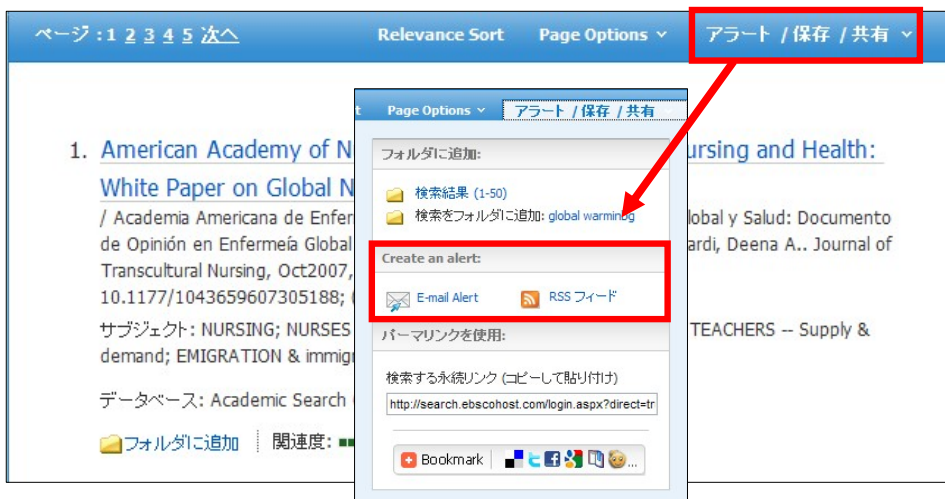 ページ :1 2 3 4 5 次へ
Relevance Sort
Page Options
アラート / 保存 / 共有
1. American Academy of N
ursing and Health:
White Paper on Global N
/ Academia Americana de Enfer
lobal y Salud: Documento
de Opinión en Enfermeía Global
ardi, Deena A.. Journal of
Transcultural Nursing, Oct2007,
10.1177/1043659607305188; (
サブジェクト: NURSING; NURSES
TEACHERS -- Supply &
demand; EMIGRATION & immig
データベース: Academic Search
フォルダに追加
関連度:
t
Page Options
アラート / 保存 / 共有
フォルダに追加:
検索結果 (1-50)
検索をフォルダに追加: global warminbg
Create an alert:
E-mail Alert
RSS フィード
パーマリンクを使用:
検索する永続リンク (コピーして貼り付け)
http://search.ebscohost.com/login.aspx?direct=tr
Bookmark
...